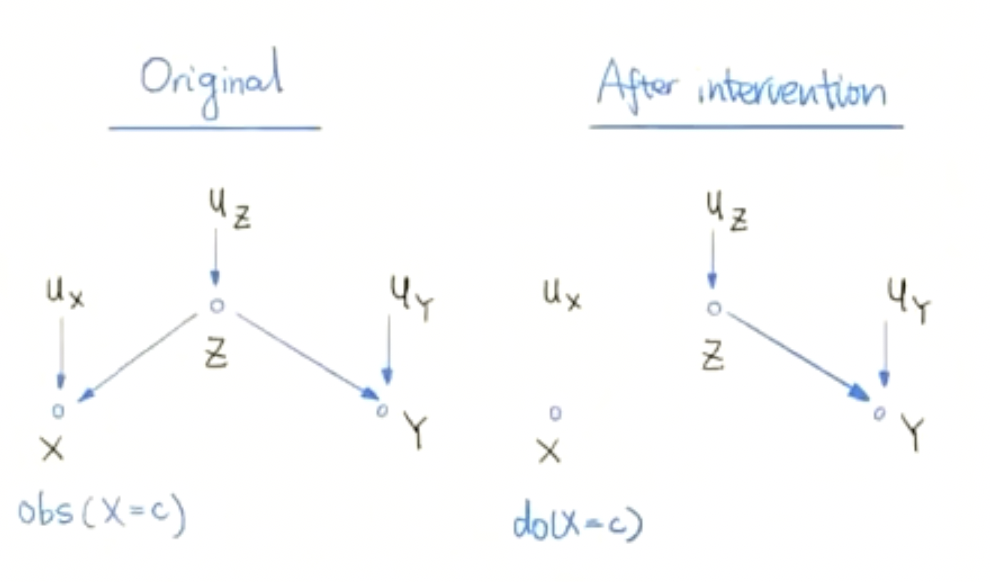 Original
After intervention
u_Z
u_Z
u_X
u_Y
u_X
u_Y
Z
Z
X
Y
X
Y
obs(X=c)
do(X=c)